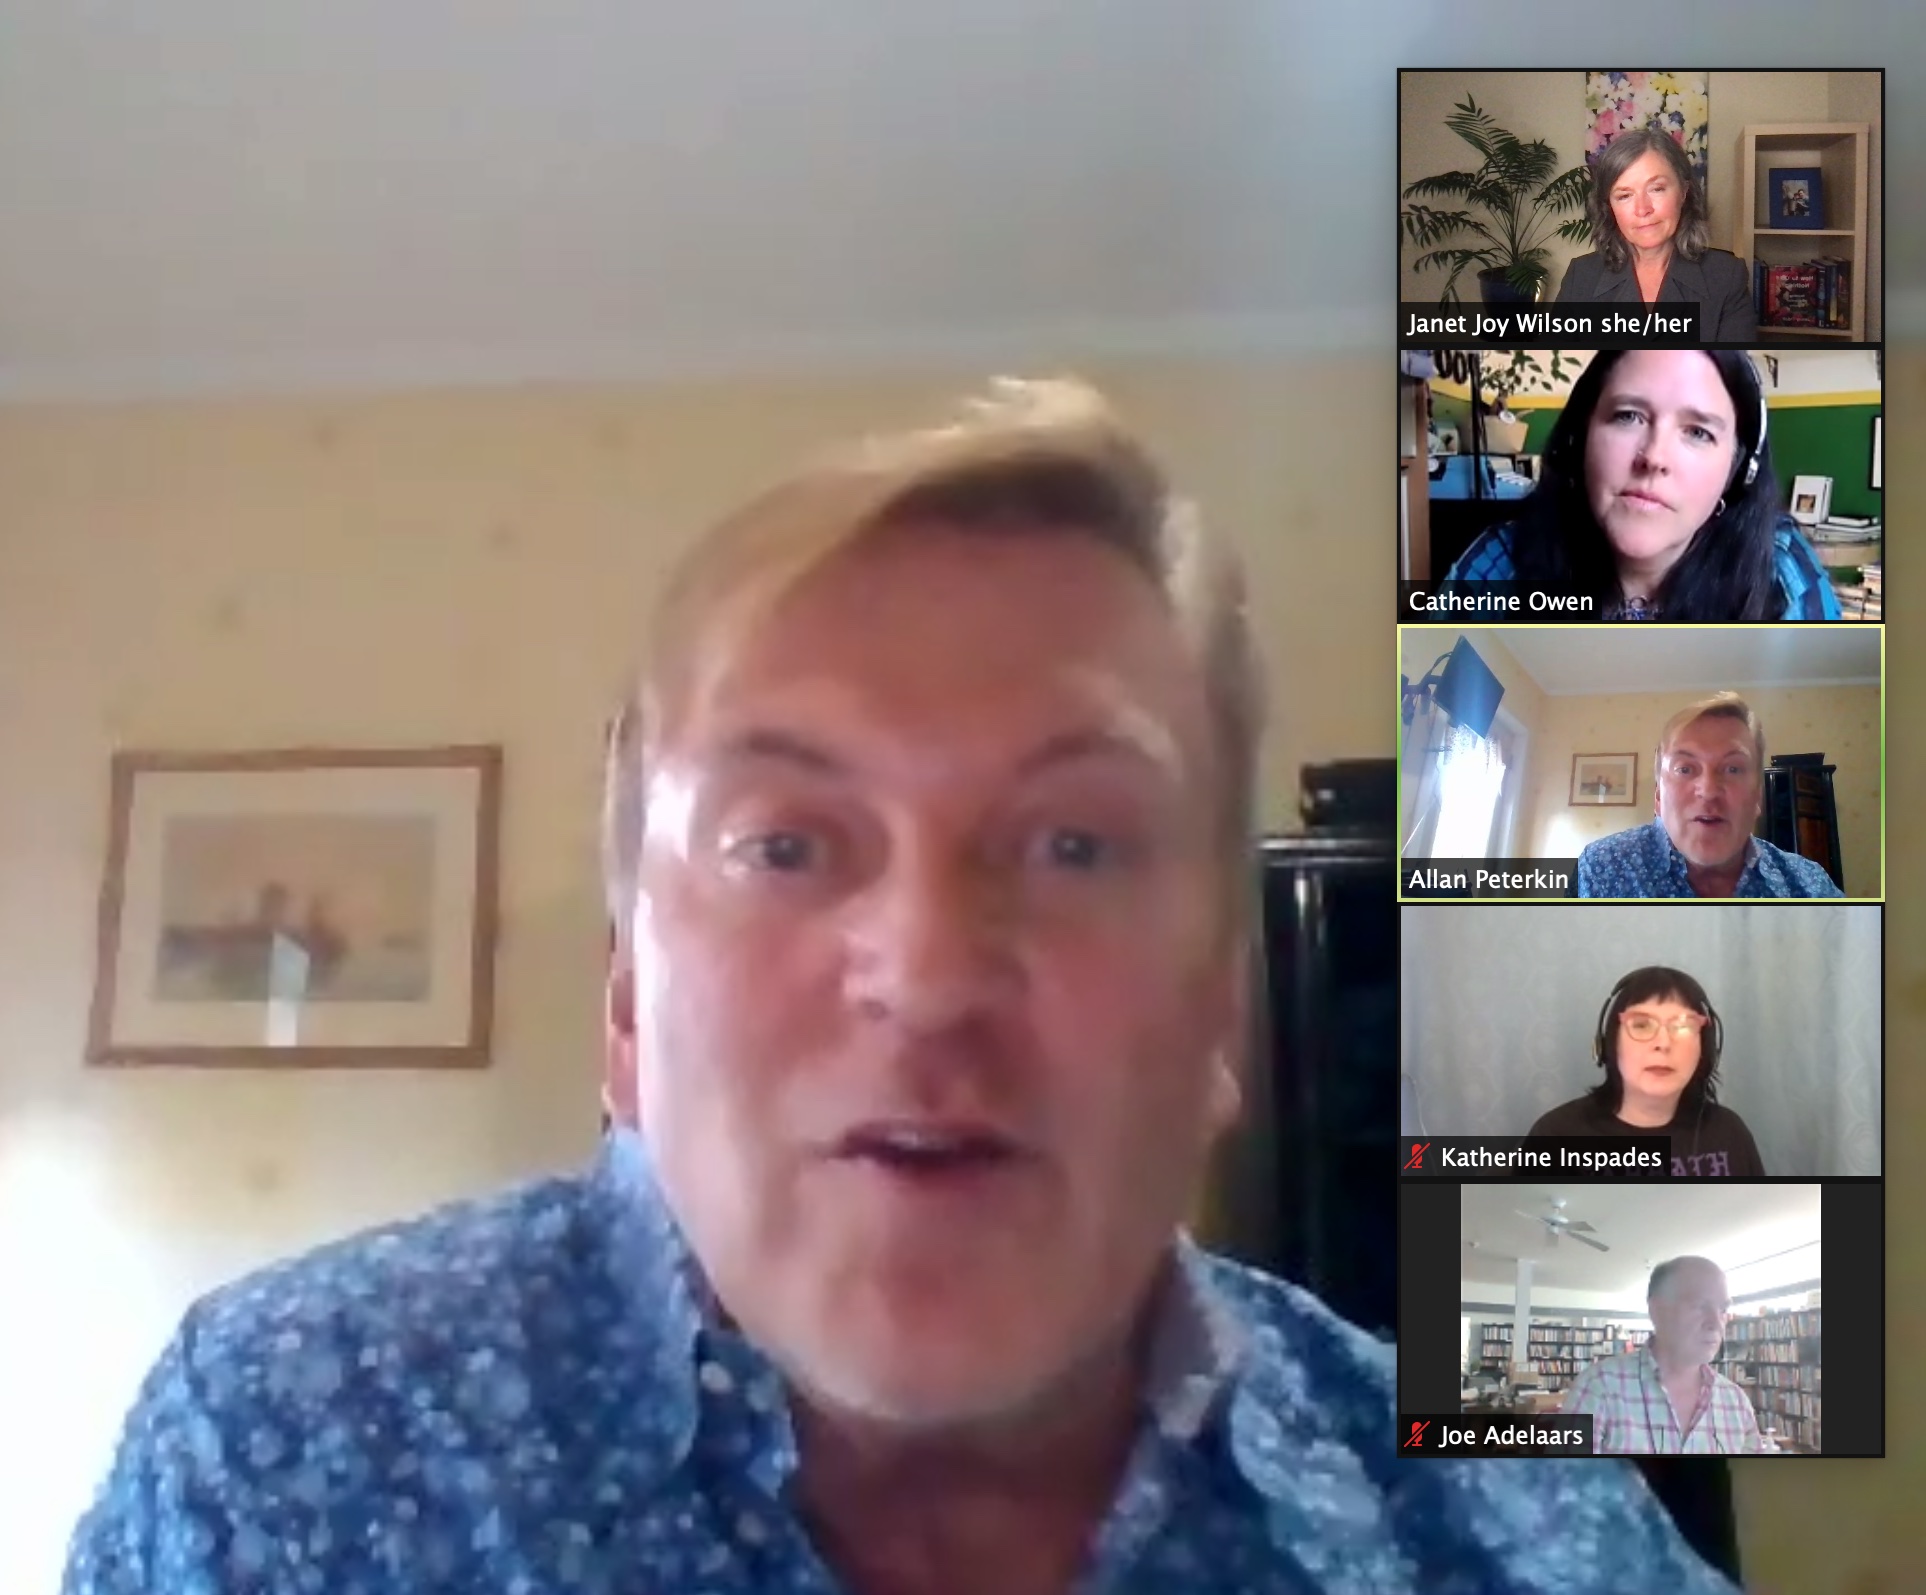 Janet Joy Wilson she/her
Catherine Owen
Allan Peterkin
Katherine Inspades
Joe Adelaars